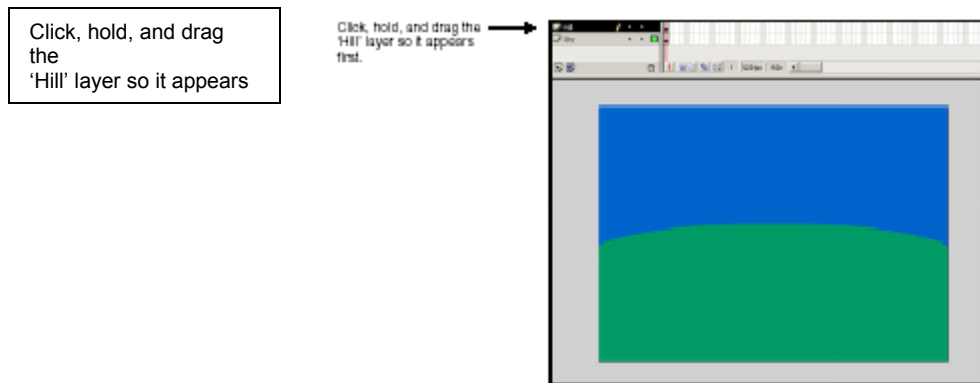 Click, hold, and drag
the
‘Hill’ layer so it appears
Click, hold, and drag the
'Hill' layer so it appears
first.
Hill